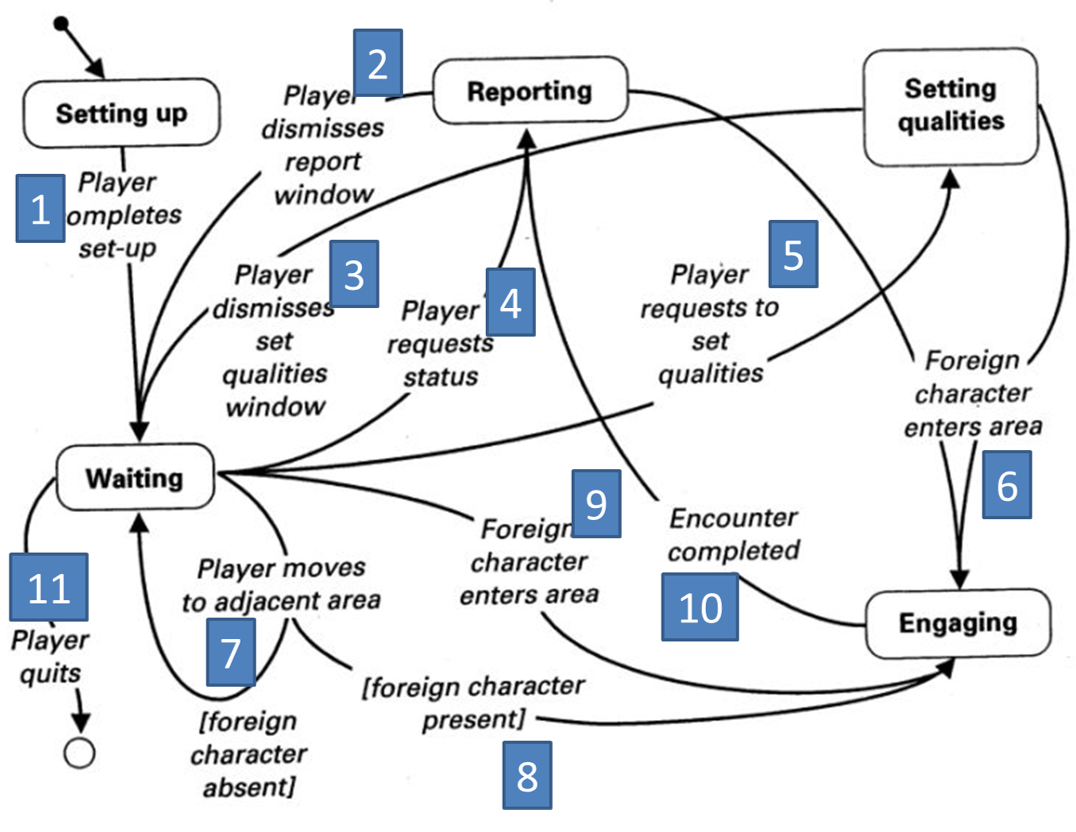 Setting up
1
Player
ompletes
set-up
2
Player
dismisses
report
window
Reporting
Setting
qualities
3
Player
dismisses
set
qualities
window
4
Player
requests
status
5
Player
requests to
set
qualities
Foreign
character
enters area
6
Waiting
9
Foreign
character
enters area
Encounter
completed
10
Engaging
Player moves
to adjacent area
7
[foreign
character
absent]
[foreign character
present]
8
11
Player
quits